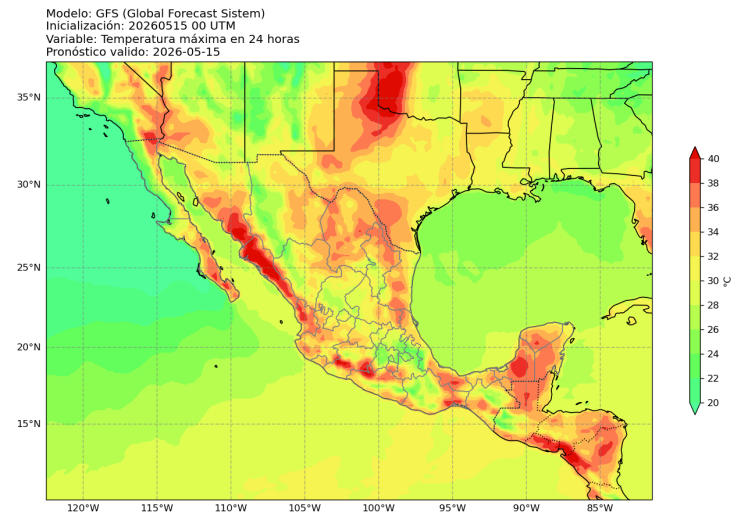 Modelo: GFS (Global Forecast Sistem)
Inicialización: 20260515 00 UTM
Variable: Temperatura máxima en 24 horas
Pronóstico valido: 2026-05-15
35°N
30°N
25°N
20°N
15°N
120°W
115°W
110°W
105°W
100°W
95°W
90°W
85°W
40
38
36
34
32
30
28
26
24
22
20
°C